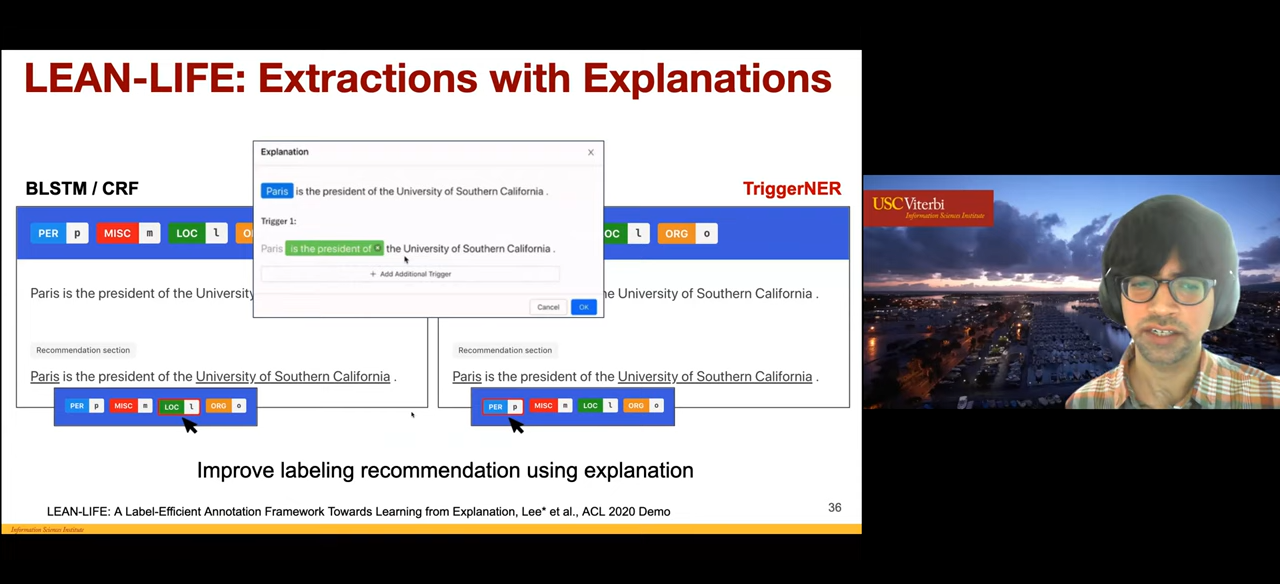 LEAN-LIFE: Extractions with Explanations
BLSTM / CRF
TriggerNER
PER p MISC m LOC l
OC l ORG o
Explanation
Paris is the president of the University of Southern California .
Trigger 1:
Paris is the president of the University of Southern California .
+ Add Additional Trigger
Cancel OK
Paris is the president of the University
he University of Southern California .
Recommendation section
Paris is the president of the University of Southern California .
PER p MISC m LOC l ORG o
Recommendation section
Paris is the president of the University of Southern California .
PER p MISC m LOC l ORG o
Improve labeling recommendation using explanation
LEAN-LIFE: A Label-Efficient Annotation Framework Towards Learning from Explanation, Lee* et al., ACL 2020 Demo
36
Information Sciences Institute
USC Viterbi
Information Sciences Institute